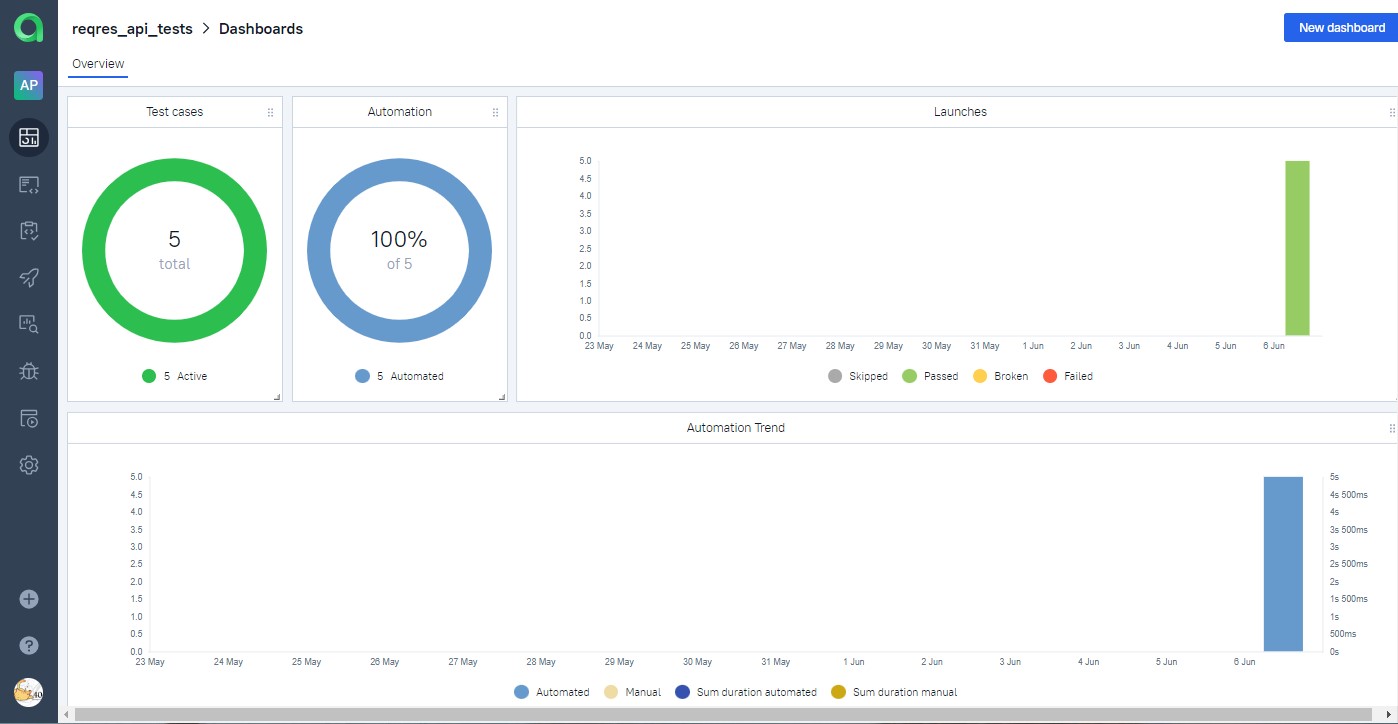 reqres_api_tests > Dashboards
New dashboard
Overview
AP
Test cases
5
total
5 Active
Automation
100%
of 5
5 Automated
Launches
5.0
4.5
4.0
3.5
3.0
2.5
2.0
1.5
1.0
0.5
0.0
23 May 24 May 25 May 26 May 27 May 28 May 29 May 30 May 31 May 1 Jun 2 Jun 3 Jun 4 Jun 5 Jun 6 Jun
Skipped Passed Broken Failed
Automation Trend
5.0
4.5
4.0
3.5
3.0
2.5
2.0
1.5
1.0
0.5
0.0
5s
4s 500ms
4s
3s 500ms
3s
2s 500ms
2s
1s 500ms
1s
500ms
0s
23 May 24 May 25 May 26 May 27 May 28 May 29 May 30 May 31 May 1 Jun 2 Jun 3 Jun 4 Jun 5 Jun 6 Jun
Automated Manual Sum duration automated Sum duration manual